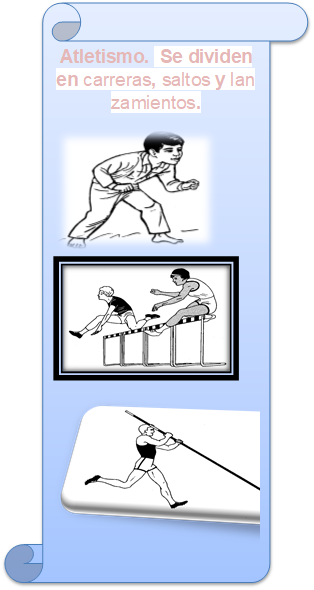 Atletismo. Se dividen
en carreras, saltos y lan
zamientos.